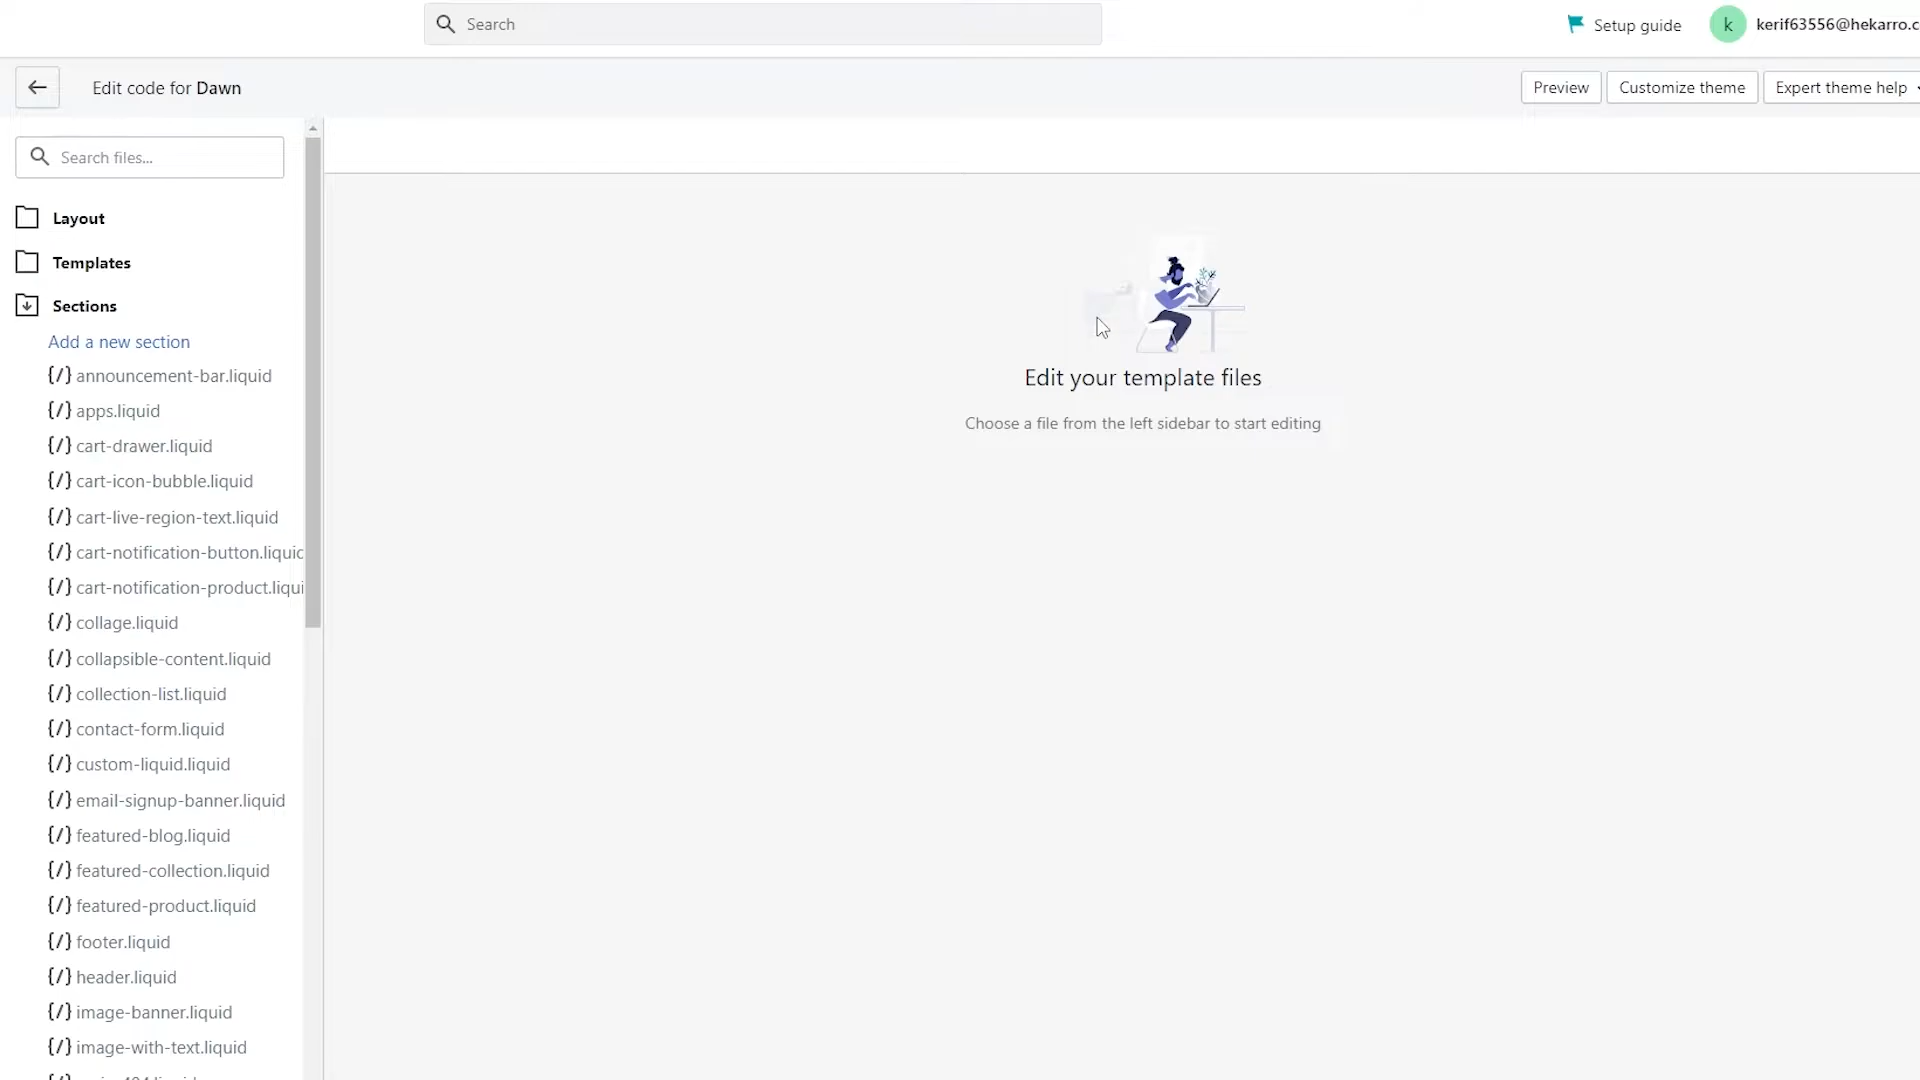 Search
Setup guide
k
kerif63556@hekarro.c
Edit code for Dawn
Preview
Customize theme
Expert theme help
Search files...
Layout
Templates
Sections
Add a new section
{/} announcement-bar.liquid
{/} apps.liquid
{/} cart-drawer.liquid
{/} cart-icon-bubble.liquid
{/} cart-live-region-text.liquid
{/} cart-notification-button.liquid
{/} cart-notification-product.liqui
{/} collage.liquid
{/} collapsible-content.liquid
{/} collection-list.liquid
{/} contact-form.liquid
{/} custom-liquid.liquid
{/} email-signup-banner.liquid
{/} featured-blog.liquid
{/} featured-collection.liquid
{/} featured-product.liquid
{/} footer.liquid
{/} header.liquid
{/} image-banner.liquid
{/} image-with-text.liquid
Edit your template files
Choose a file from the left sidebar to start editing